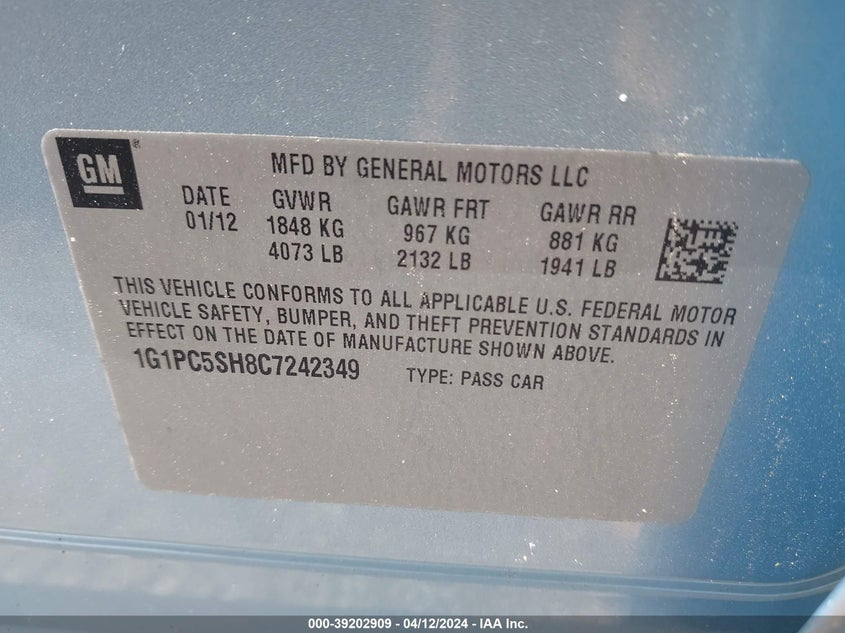 GM
MFD BY GENERAL MOTORS LLC
DATE GVWR GAWR FRT GAWR RR
01/12 1848 KG 967 KG 881 KG
4073 LB 2132 LB 1941 LB
THIS VEHICLE CONFORMS TO ALL APPLICABLE U.S. FEDERAL MOTOR
VEHICLE SAFETY, BUMPER, AND THEFT PREVENTION STANDARDS IN
EFFECT ON THE DATE OF MANUFACTURE SHOWN ABOVE.
1G1PC5SH8C7242349 TYPE: PASS CAR
000-39202909 - 04/12/2024 - IAA Inc.